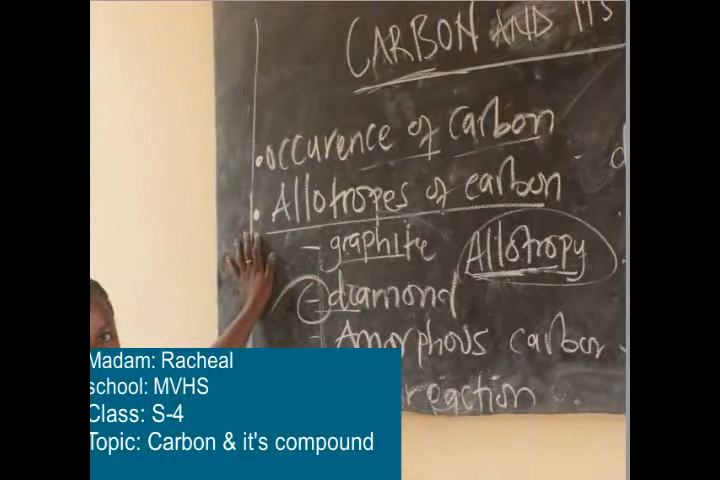 CARBON AND ITS
• occurence of carbon
• Allotropes of carbon
- graphite Allotropy
- diamond
- Amorphous carbon
reaction
Madam: Racheal
school: MVHS
Class: S-4
Topic: Carbon & it's compound